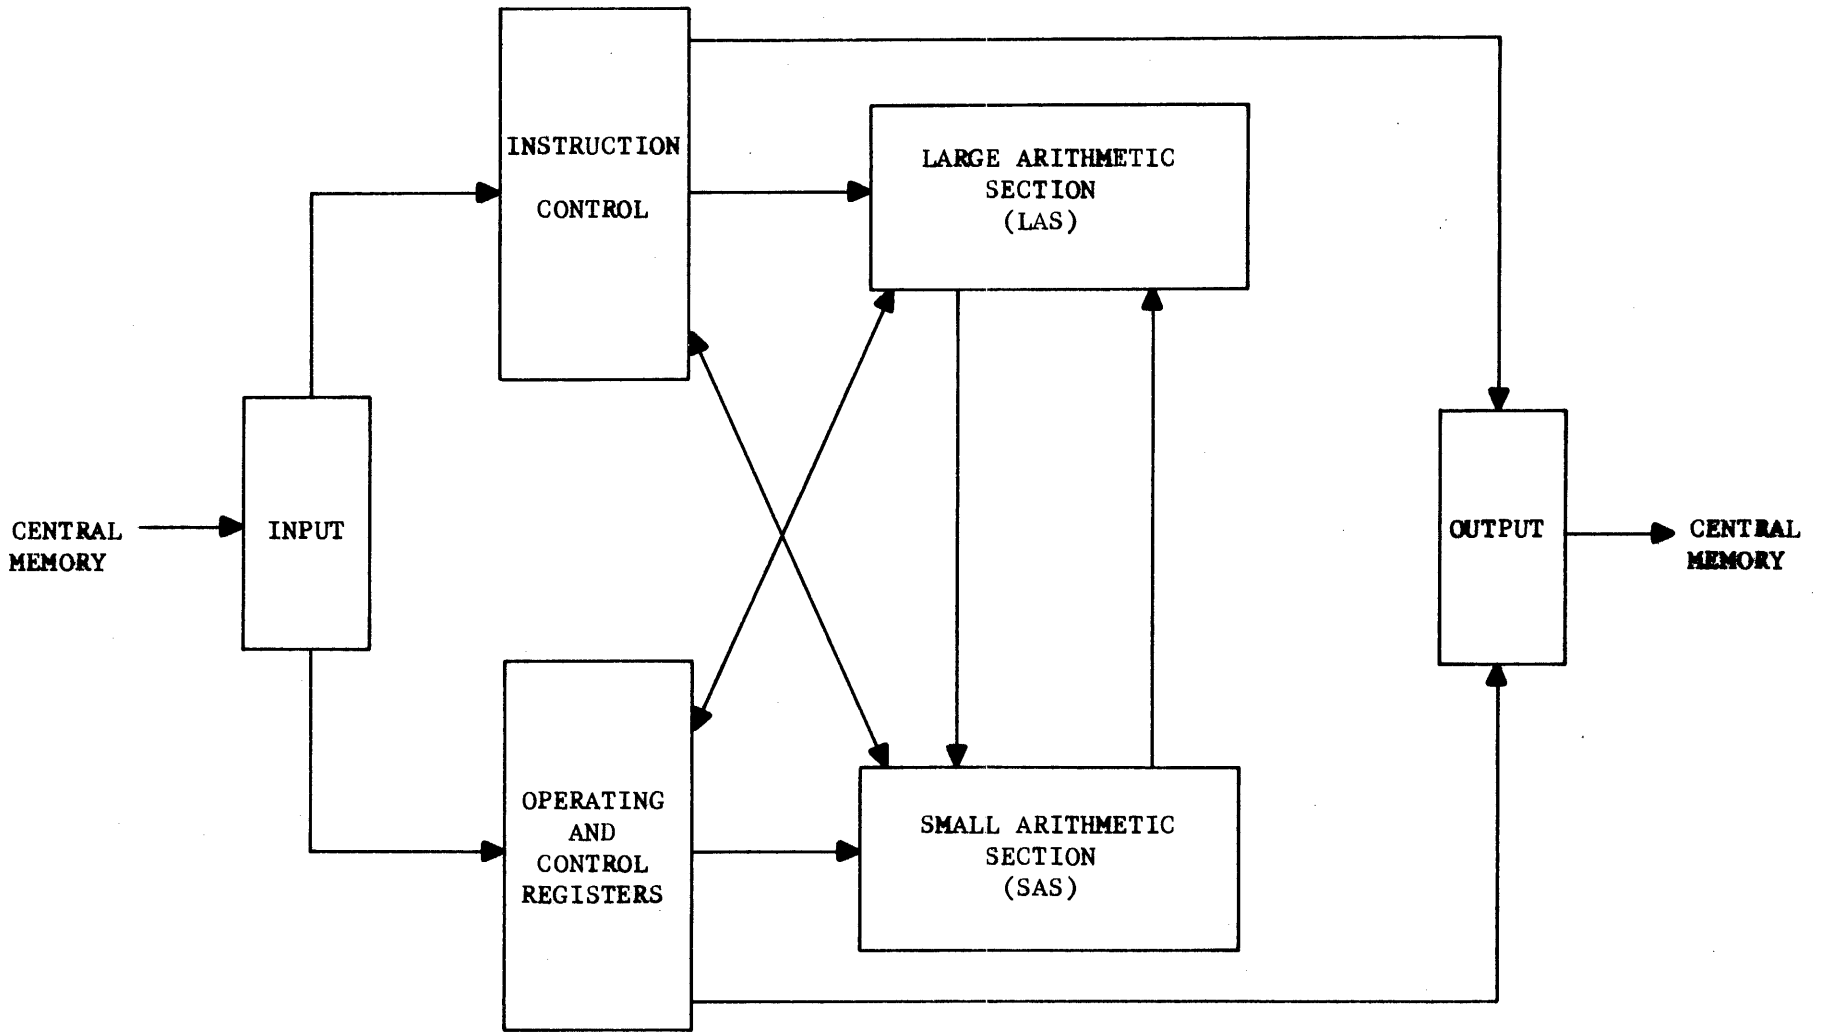 INSTRUCTION
CONTROL
LARGE ARITHMETIC
SECTION
(LAS)
CENTRAL
MEMORY
INPUT
OUTPUT
CENTRAL
MEMORY
OPERATING
AND
CONTROL
REGISTERS
SMALL ARITHMETIC
SECTION
(SAS)